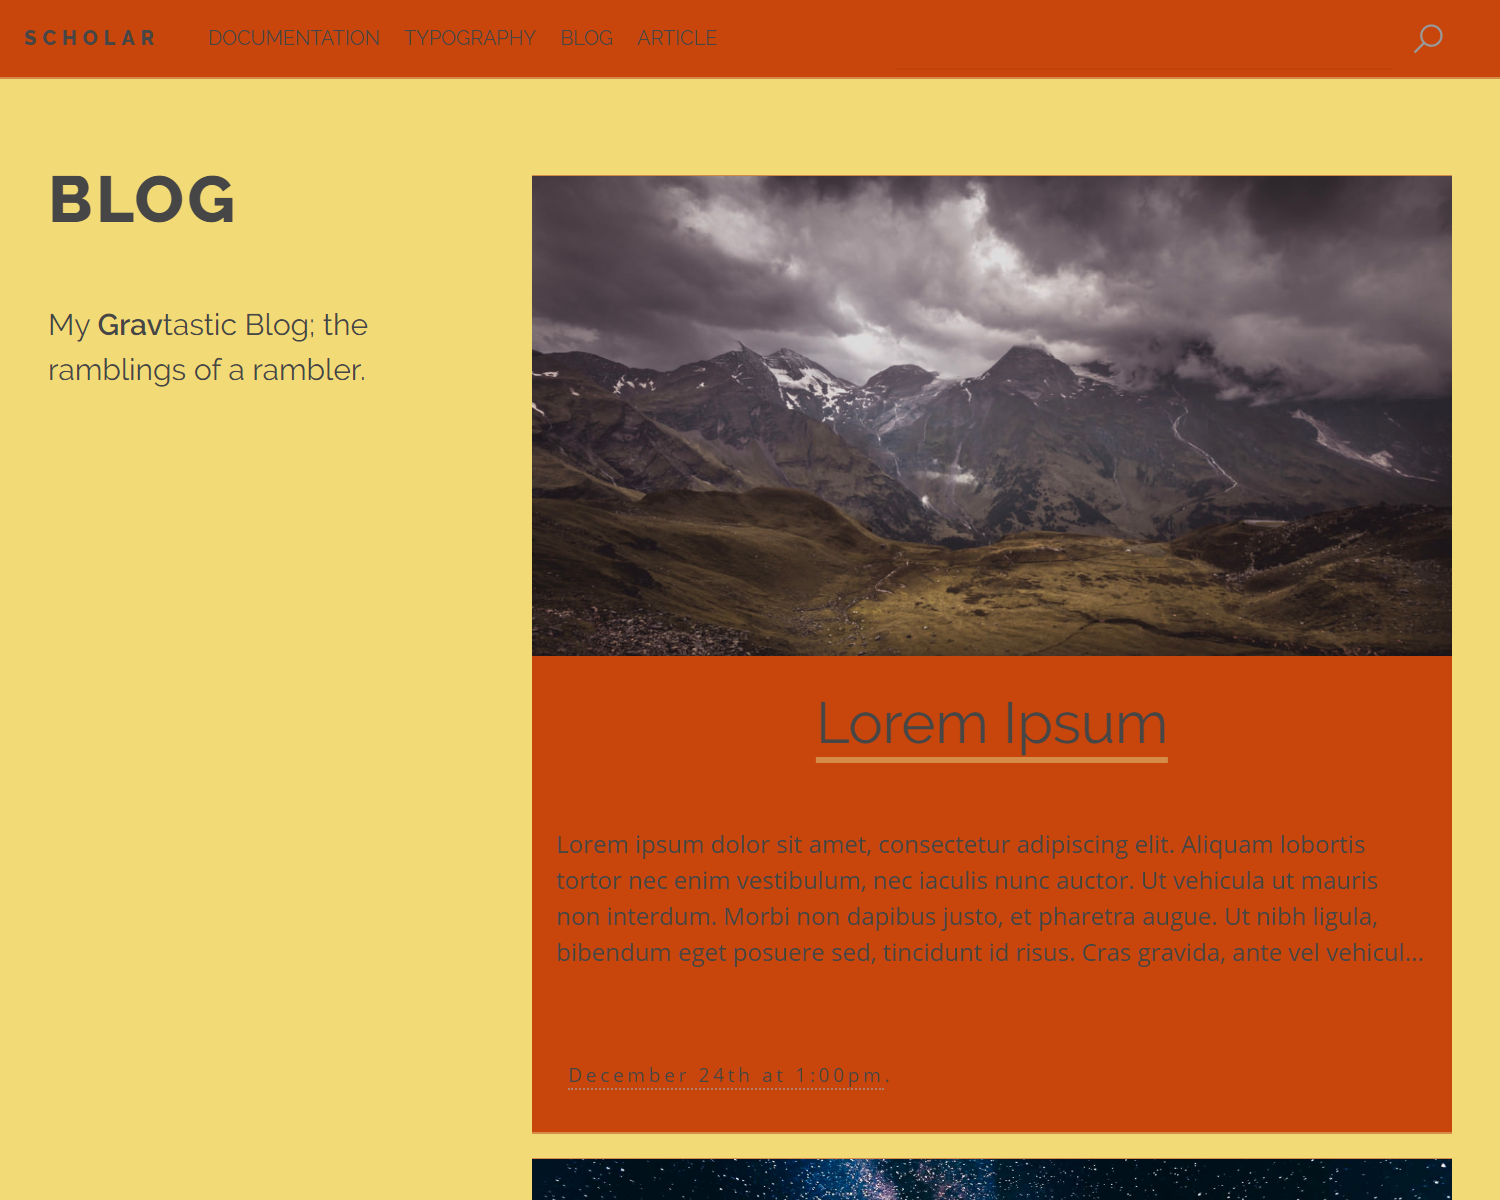 SCHOLAR DOCUMENTATION TYPOGRAPHY BLOG ARTICLE
BLOG
My Gravtastic Blog; the
ramblings of a rambler.
Lorem Ipsum
Lorem ipsum dolor sit amet, consectetur adipiscing elit. Aliquam lobortis
tortor nec enim vestibulum, nec iaculis nunc auctor. Ut vehicula ut mauris
non interdum. Morbi non dapibus justo, et pharetra augue. Ut nibh ligula,
bibendum eget posuere sed, tincidunt id risus. Cras gravida, ante vel vehicul...
December 24th at 1:00pm.